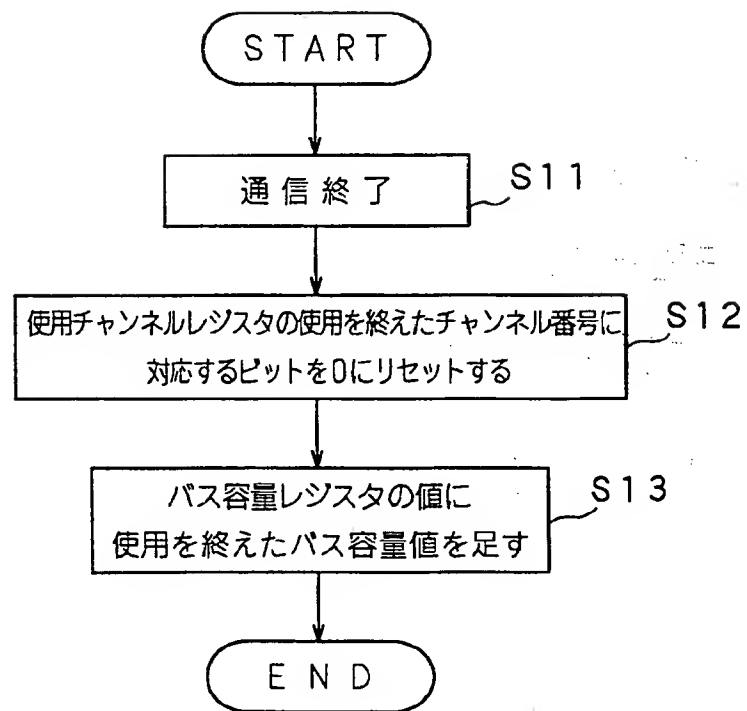 START
通信終了
S11
使用チャンネルレジスタの使用を終えたチャンネル番号に
対応するビットを0にリセットする
S12
バス容量レジスタの値に
使用を終えたバス容量値を足す
S13
END